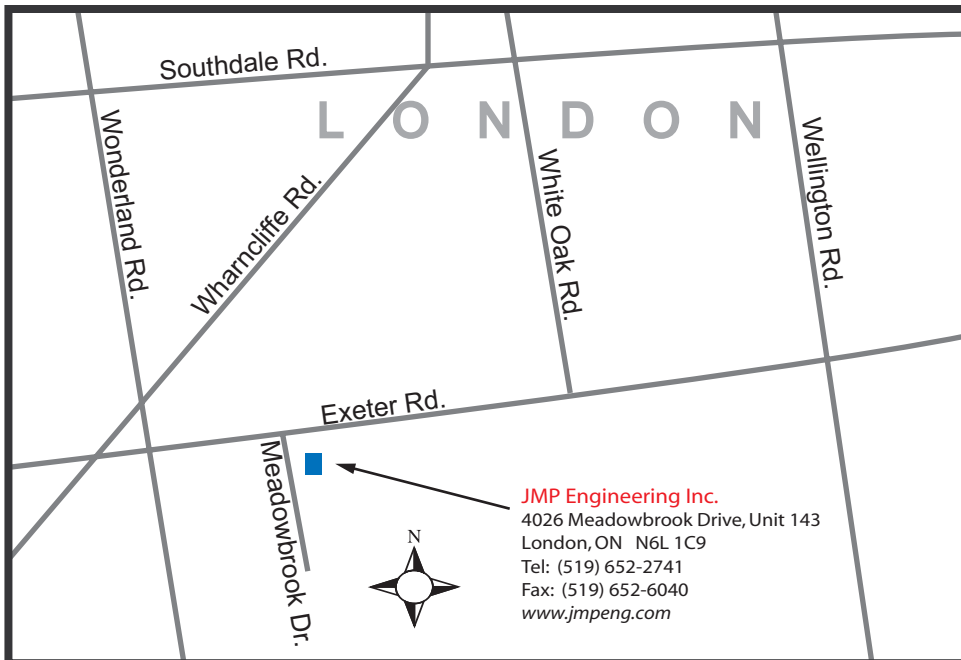 Southdale Rd.
LONDON
Wonderland Rd.
Wharncliffe Rd.
White Oak Rd.
Wellington Rd.
Exeter Rd.
Meadowbrook Dr.
N
JMP Engineering Inc.
4026 Meadowbrook Drive, Unit 143
London, ON N6L 1C9
Tel: (519) 652-2741
Fax: (519) 652-6040
www.jmpeng.com